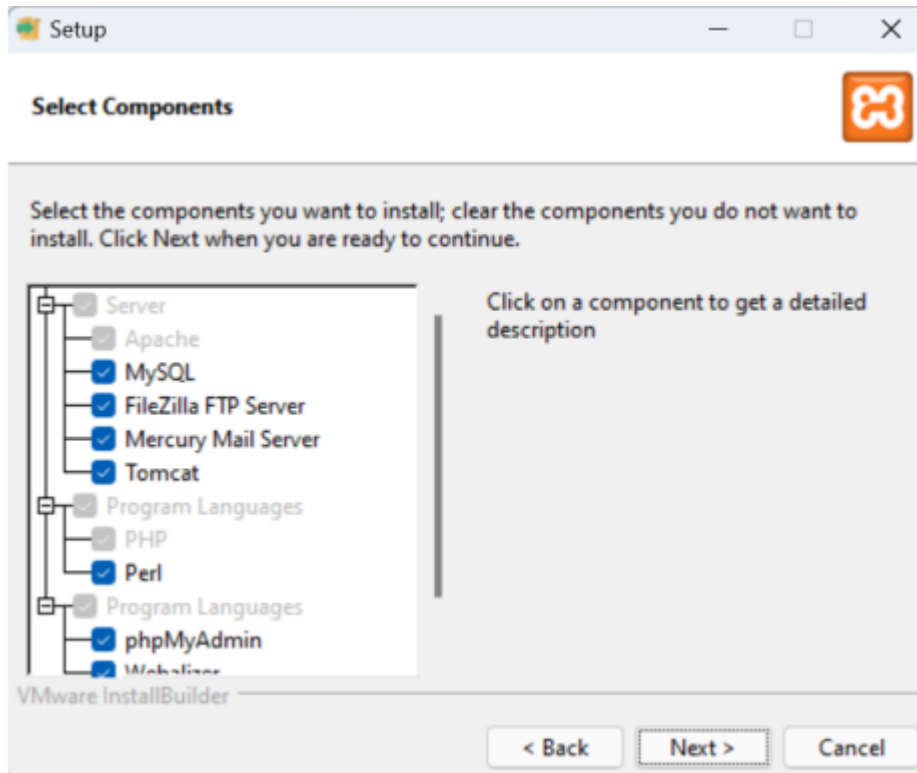 Setup
Select Components
Select the components you want to install; clear the components you do not want to
install. Click Next when you are ready to continue.
Server
Apache
MySQL
FileZilla FTP Server
Mercury Mail Server
Tomcat
Program Languages
PHP
Perl
Program Languages
phpMyAdmin
Webalizer
Click on a component to get a detailed
description
VMware InstallBuilder
< Back
Next >
Cancel